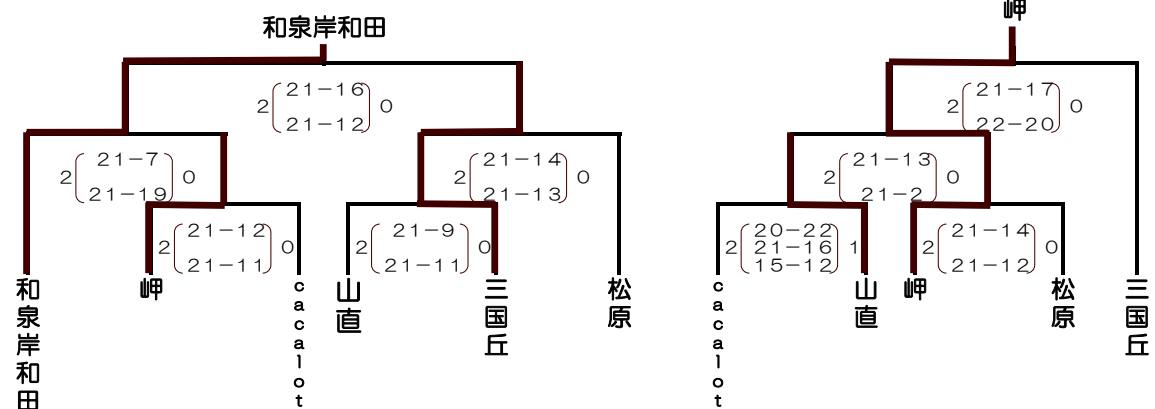 和泉岸和田
岬
2 21-16 0
21-12
2 21-17 0
22-20
2 21-7 0
21-19
2 21-14 0
21-13
2 21-13 0
21-2
2 21-12 0
21-11
2 21-9 0
21-11
2 20-22 1
21-16
15-12
2 21-14 0
21-12
和泉岸和田
岬
cacalot
山直
三国丘
松原
cacalot
山直
岬
松原
三国丘